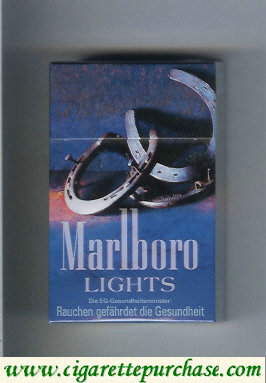 Marlboro
LIGHTS
Die EG-Gesundheitsminister:
Rauchen gefährdet die Gesundheit
www.cigarettepurchase.com